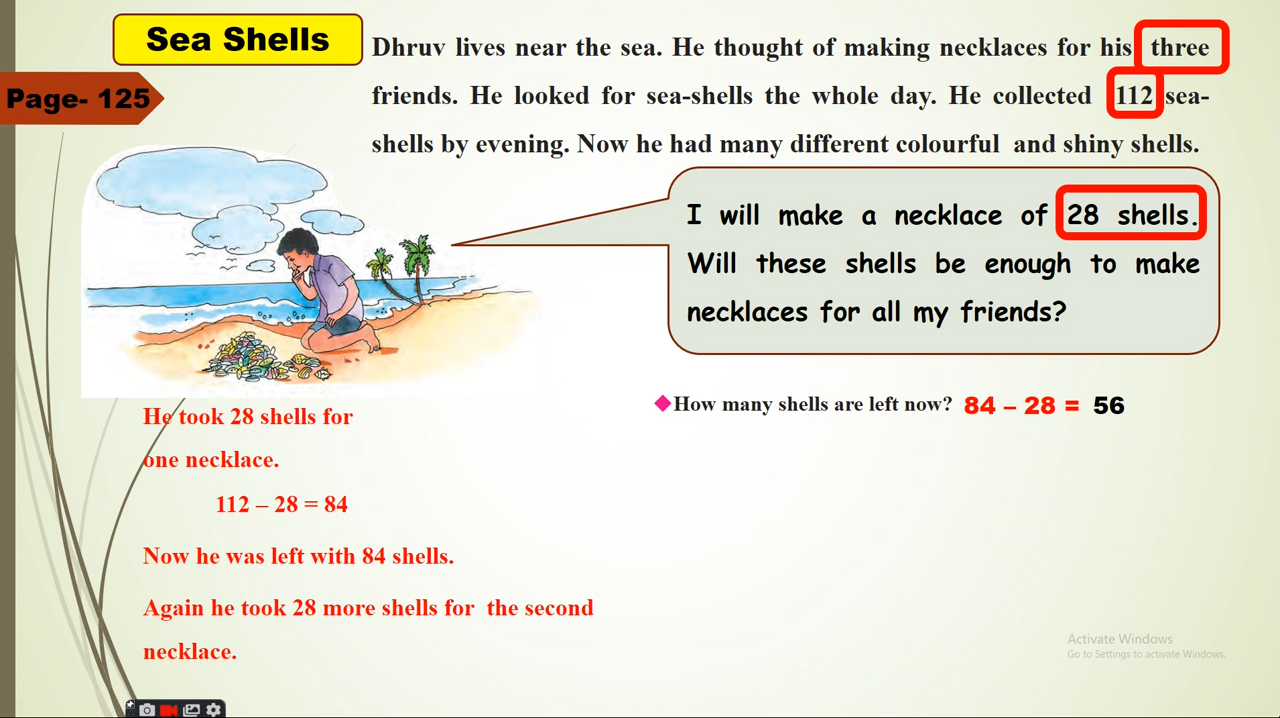 Sea Shells
Page- 125
Dhruv lives near the sea. He thought of making necklaces for his three
friends. He looked for sea-shells the whole day. He collected 112 sea-
shells by evening. Now he had many different colourful and shiny shells.
I will make a necklace of 28 shells.
Will these shells be enough to make
necklaces for all my friends?
He took 28 shells for
one necklace.
112 – 28 = 84
Now he was left with 84 shells.
Again he took 28 more shells for the second
necklace.
How many shells are left now? 84 – 28 = 56
Activate Windows
Go to Settings to activate Windows.